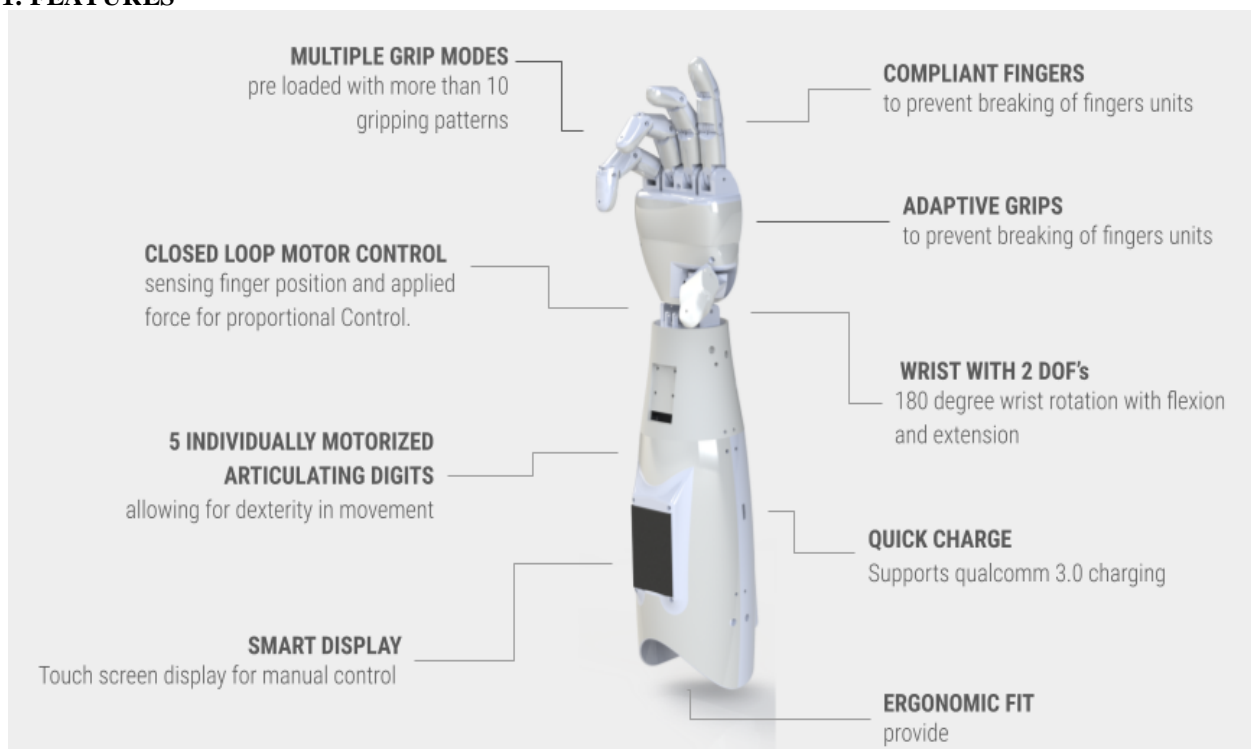 1. FEATURES
MULTIPLE GRIP MODES
pre loaded with more than 10
gripping patterns
COMPLIANT FINGERS
to prevent breaking of fingers units
ADAPTIVE GRIPS
to prevent breaking of fingers units
CLOSED LOOP MOTOR CONTROL
sensing finger position and applied
force for proportional Control.
WRIST WITH 2 DOF's
180 degree wrist rotation with flexion
and extension
5 INDIVIDUALLY MOTORIZED
ARTICULATING DIGITS
allowing for dexterity in movement
QUICK CHARGE
Supports qualcomm 3.0 charging
SMART DISPLAY
Touch screen display for manual control
ERGONOMIC FIT
provide